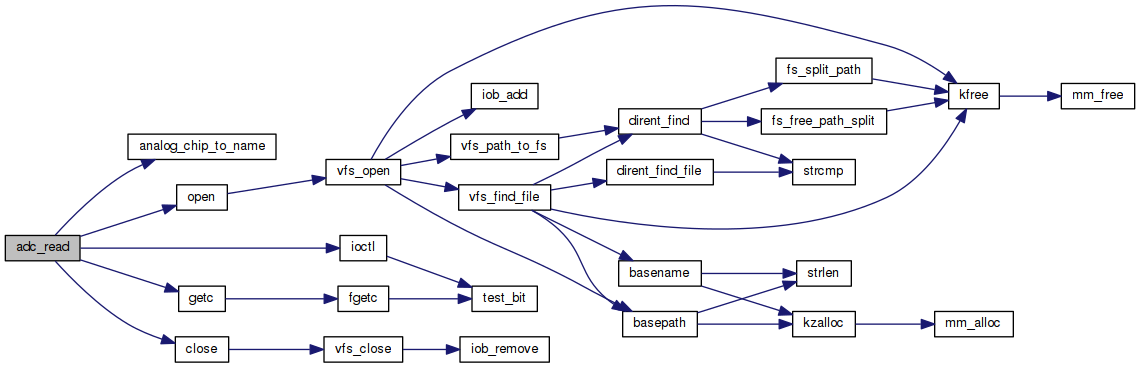 adc_read
analog_chip_to_name
open
ioctl
getc
close
vfs_open
fgetc
vfs_close
iob_add
vfs_path_to_fs
vfs_find_file
test_bit
iob_remove
dirent_find
dirent_find_file
basename
basepath
fs_split_path
fs_free_path_split
strcmp
strlen
kzalloc
kfree
mm_alloc
mm_free